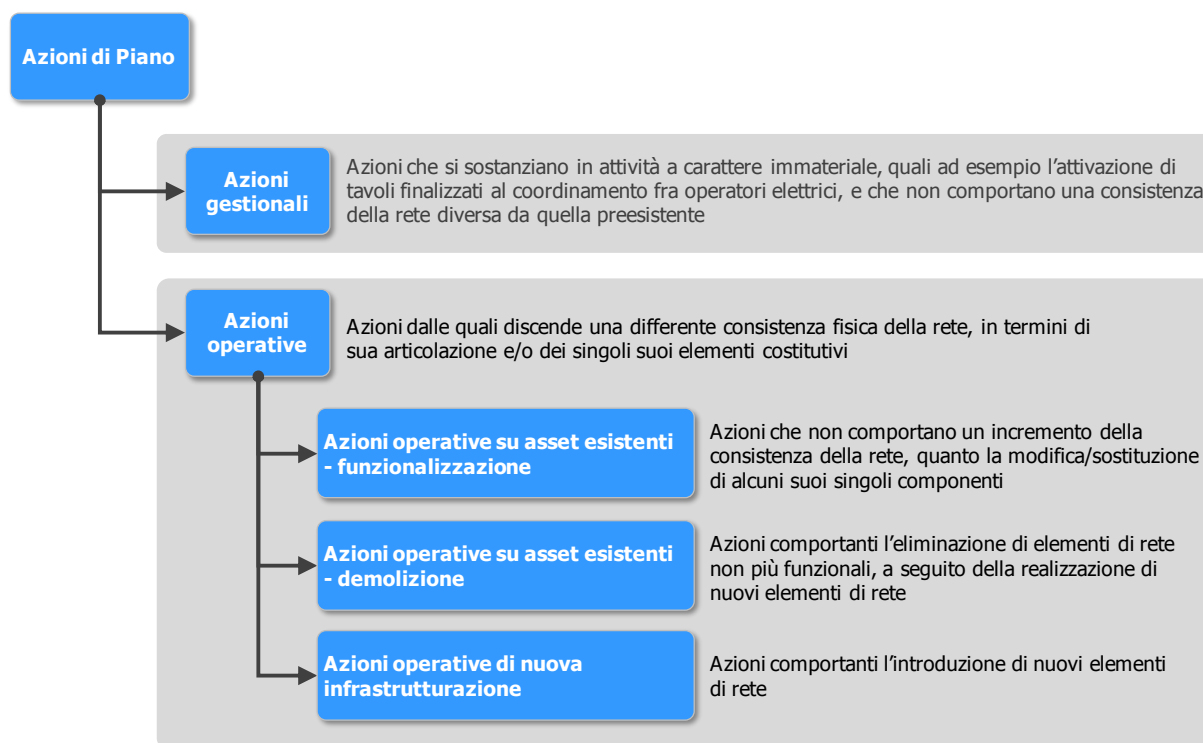 Azioni di Piano
Azioni
gestionali
Azioni che si sostanziano in attività a carattere immateriale, quali ad esempio l'attivazione di
tavoli finalizzati al coordinamento fra operatori elettrici, e che non comportano una consistenza
della rete diversa da quella preesistente
Azioni
operative
Azioni dalle quali discende una differente consistenza fisica della rete, in termini di
sua articolazione e/o dei singoli suoi elementi costitutivi
Azioni operative su asset esistenti
- funzionalizzazione
Azioni che non comportano un incremento della
consistenza della rete, quanto la modifica/sostituzione
di alcuni suoi singoli componenti
Azioni operative su asset esistenti
- demolizione
Azioni comportanti l'eliminazione di elementi di rete
non più funzionali, a seguito della realizzazione di
nuovi elementi di rete
Azioni operative di nuova
infrastrutturazione
Azioni comportanti l'introduzione di nuovi elementi
di rete